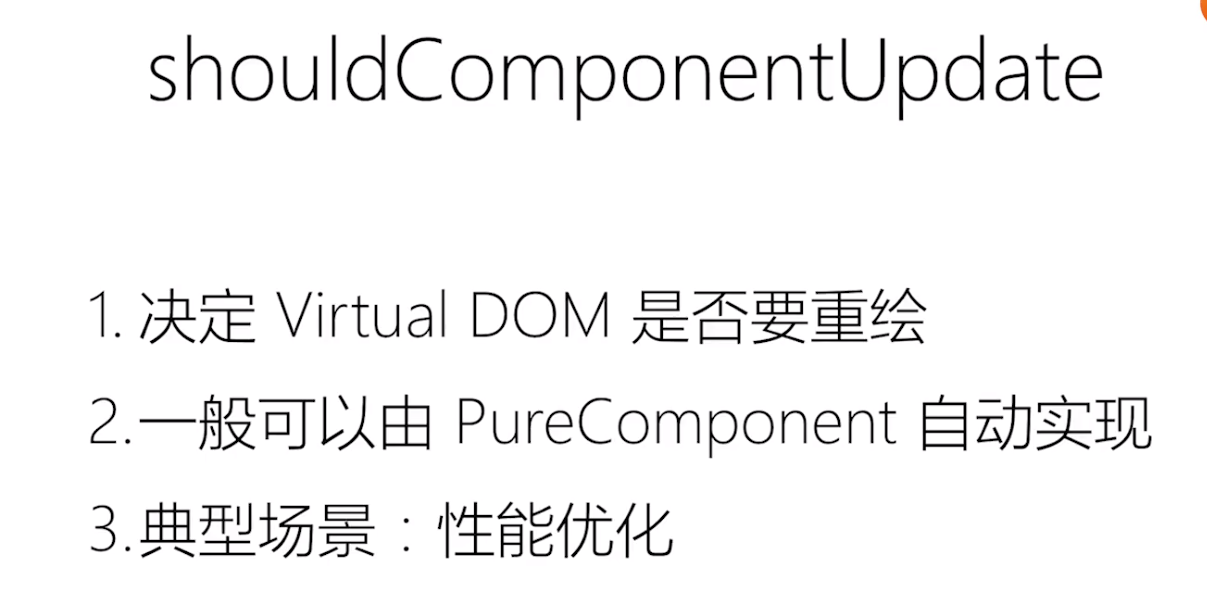 shouldComponentUpdate
1. 决定 Virtual DOM 是否要重绘
2.一般可以由 PureComponent 自动实现
3.典型场景：性能优化